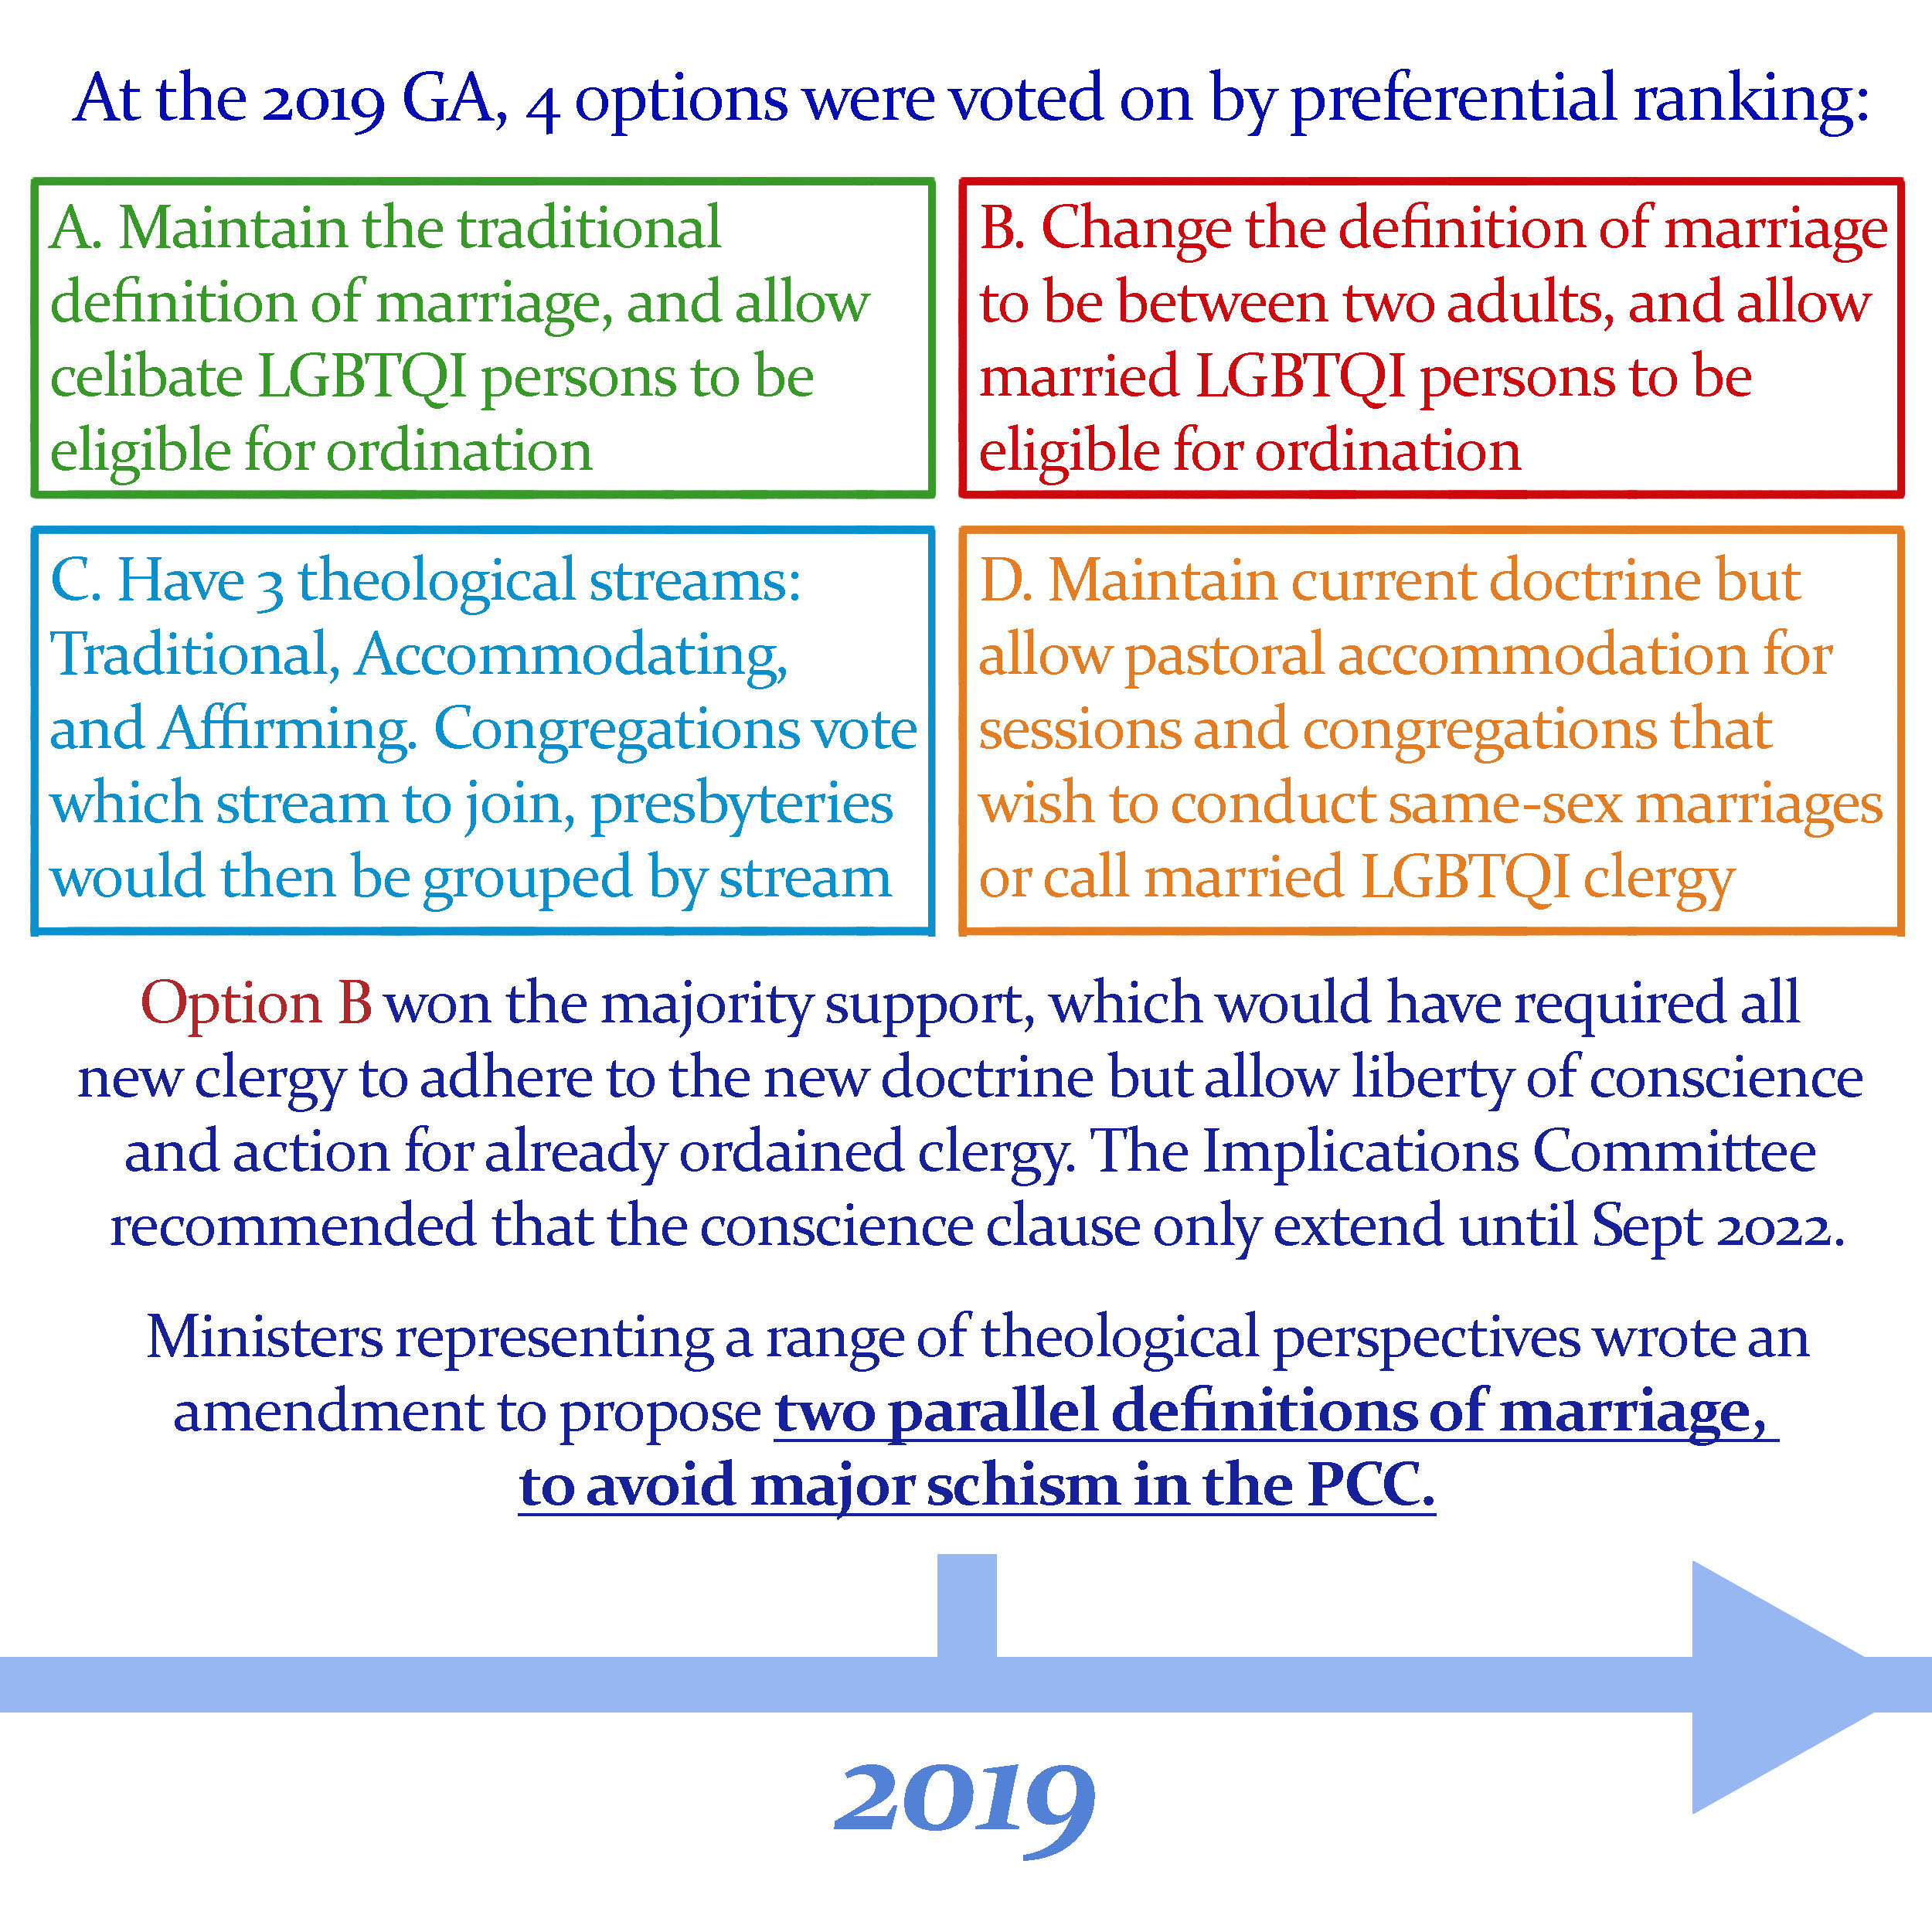 At the 2019 GA, 4 options were voted on by preferential ranking:
A. Maintain the traditional
definition of marriage, and allow
celibate LGBTQI persons to be
eligible for ordination
B. Change the definition of marriage
to be between two adults, and allow
married LGBTQI persons to be
eligible for ordination
C. Have 3 theological streams:
Traditional, Accommodating,
and Affirming. Congregations vote
which stream to join, presbyteries
would then be grouped by stream
D. Maintain current doctrine but
allow pastoral accommodation for
sessions and congregations that
wish to conduct same-sex marriages
or call married LGBTQI clergy
Option B won the majority support, which would have required all
new clergy to adhere to the new doctrine but allow liberty of conscience
and action for already ordained clergy. The Implications Committee
recommended that the conscience clause only extend until Sept 2022.
Ministers representing a range of theological perspectives wrote an
amendment to propose two parallel definitions of marriage,
to avoid major schism in the PCC.
2019